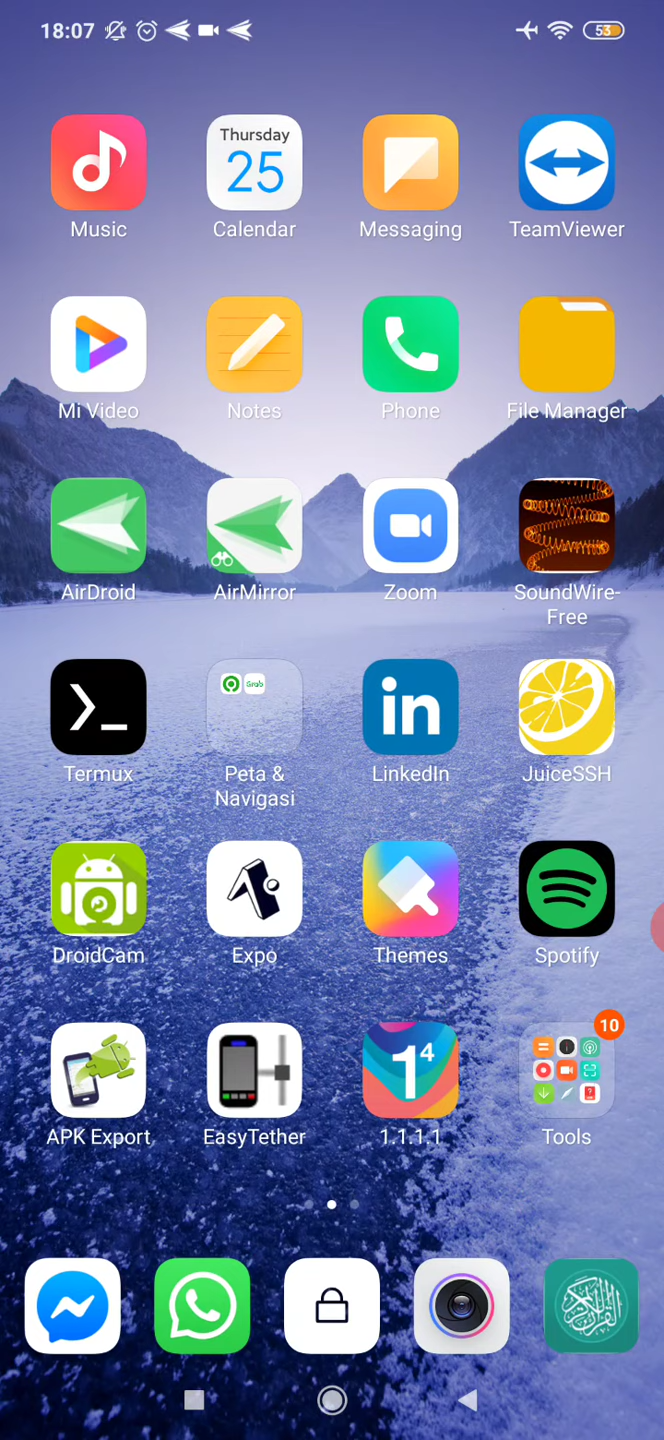 18:07
53
Thursday
25
Music
Calendar
Messaging
TeamViewer
Mi Video
Notes
Phone
File Manager
AirDroid
AirMirror
Zoom
SoundWire-
Free
Grab
in
Termux
Peta &
Navigasi
LinkedIn
JuiceSSH
DroidCam
Expo
Themes
Spotify
10
1⁴
APK Export
EasyTether
1.1.1.1
Tools